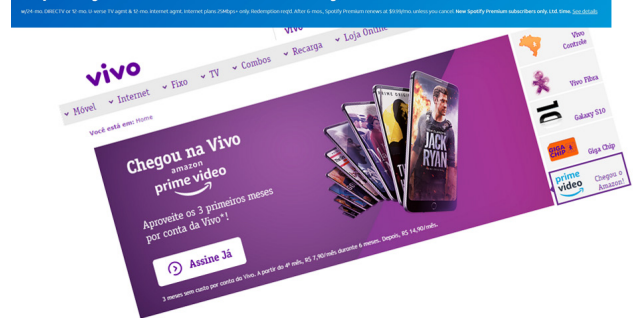 w/24-mo. DIRECTV or 12-mo. U-verse TV agmt & 12-mo. internet agmt. Internet plans 25Mbps+ only. Redemption req'd. After 6-mos., Spotify Premium renews at $9.99/mo unless you cancel. New Spotify Premium subscribers only. Ltd. time. See details
vivo
Móvel
Internet
Fixo
TV
Combos
Recarga
Loja Online
Você está em: Home
Chegou na Vivo
amazon
prime video
Aproveite os 3 primeiros meses
por conta da Vivo*!
Assine Já
3 meses sem custo por conta da Vivo. A partir do 4º mês, R$ 7,90/mês durante 6 meses. Depois, R$ 14,90/mês.
JACK
RYAN
Vivo
Controle
Vivo Fibra
Galaxy S10
GIGA
CHIP
Giga Chip
prime
video
Chegou o
Amazon!